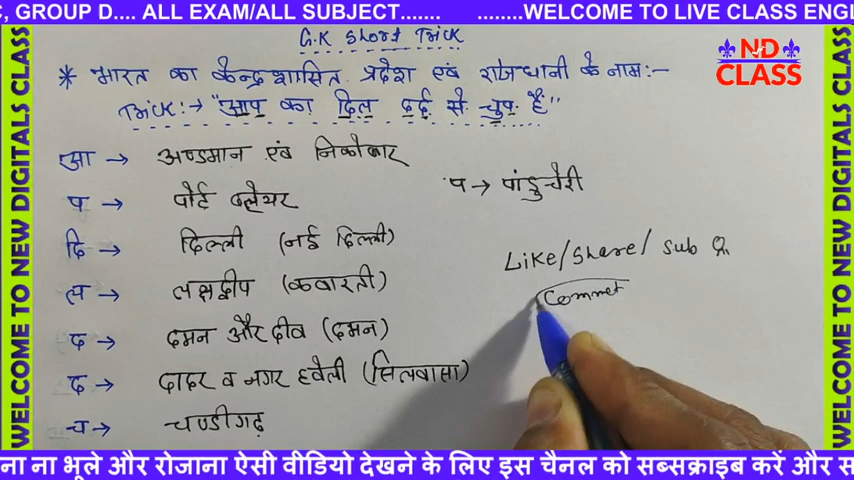 C, GROUP D.... ALL EXAM/ALL SUBJECT....... ........WELCOME TO LIVE CLASS ENGL
G.K Short Trick
* भारत का केन्द्रशासित प्रदेश एवं राजधानी के नाम:-
Trick:→ "आप का दिल दर्द से चुप है"
आ → अण्डमान एवं निकोबार
प → पोर्ट ब्लेयर
प → पांडुचेरी
दि → दिल्ली (नई दिल्ली)
ल → लक्षद्वीप (कवारती)
द → दमन और दीव (दमन)
द → दादर व नगर हवेली (सिलवासा)
च → चण्डीगढ़
Like/Share/Sub
Commet
ND
CLASS
WELCOME TO NEW DIGITALS CLASS
WELCOME TO NEW DIGITALS CLASS
ना ना भूले और रोजाना ऐसी वीडियो देखने के लिए इस चैनल को सब्सक्राइब करें और स